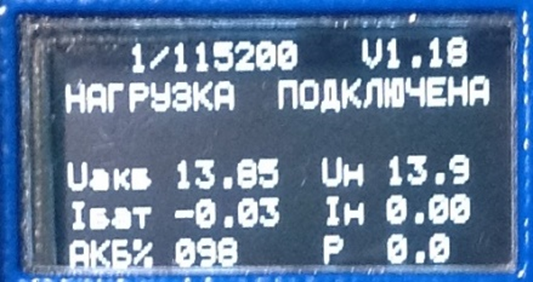 1/115200 V1.18
НАГРУЗКА ПОДКЛЮЧЕНА
Uакб 13.85 Uн 13.9
Iбат -0.03 Iн 0.00
АКБ% 098 P 0.0